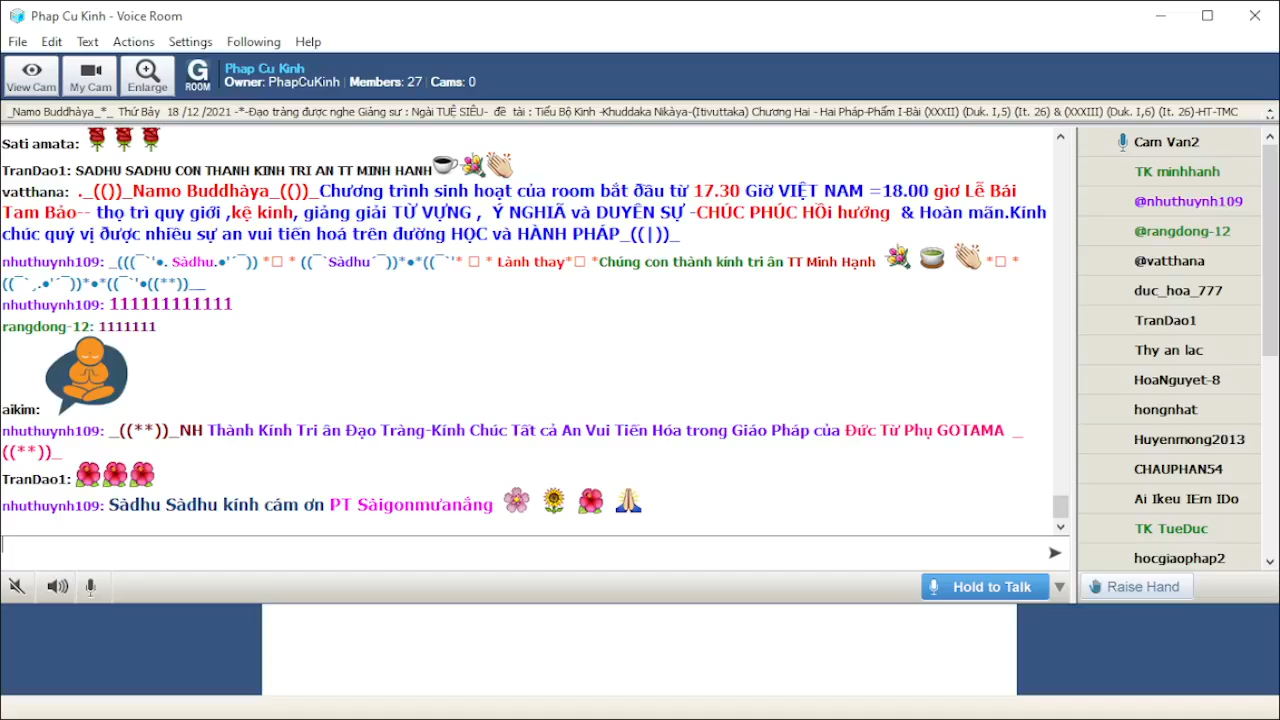 Phap Cu Kinh - Voice Room
File Edit Text Actions Settings Following Help
View Cam My Cam Enlarge G ROOM
Phap Cu Kinh
Owner: PhapCuKinh | Members: 27 | Cams: 0
_Namo Buddhàya_*_ Thứ Bảy 18 /12 /2021 -*-Đạo tràng được nghe Giảng sư : Ngài TUỆ SIÊU- đề tài : Tiểu Bộ Kinh -Khuddaka Nikàya-(Itivuttaka) Chương Hai - Hai Pháp-Phẩm I-Bài (XXXII) (Duk. I,5) (It. 26) & (XXXIII) (Duk. I,6) (It. 26)-HT-TMC
Sati amata:
TranDao1: SADHU SADHU CON THANH KINH TRI AN TT MINH HANH
vatthana: ._(())_Namo Buddhàya_(())_Chương trình sinh hoạt của room bắt đầu từ 17.30 Giờ VIỆT NAM =18.00 giờ Lễ Bái
Tam Bảo-- thọ trì quy giới ,kệ kinh, giảng giải TỪ VỰNG , Ý NGHIÃ và DUYÊN SỰ -CHÚC PHÚC HỒi hướng & Hoàn mãn.Kính
chúc quý vị được nhiều sự an vui tiến hoá trên đường HỌC và HÀNH PHÁP_((|))_
nhuthuynh109: _(((¯`'•. Sàdhu.•'´¯)) *□ * ((¯`Sàdhu´¯))*•*((¯`'* □ * Lành thay*□ *Chúng con thành kính tri ân TT Minh Hạnh *□ *
((¯`¸.•'´¯))*•*((¯`'•((**))__
nhuthuynh109: 111111111111
rangdong-12: 1111111
aikim:
nhuthuynh109: _((**))_NH Thành Kính Tri ân Đạo Tràng-Kính Chúc Tất cả An Vui Tiến Hóa trong Giáo Pháp của Đức Từ Phụ GOTAMA _
((**))_
TranDao1:
nhuthuynh109: Sàdhu Sàdhu kính cám ơn PT Sàigonmưanắng
Hold to Talk
Cam Van2
TK minhhanh
@nhuthuynh109
@rangdong-12
@vatthana
duc_hoa_777
TranDao1
Thy an lac
HoaNguyet-8
hongnhat
Huyenmong2013
CHAUPHAN54
Ai Ikeu IEm IDo
TK TueDuc
hocgiaophap2
Raise Hand